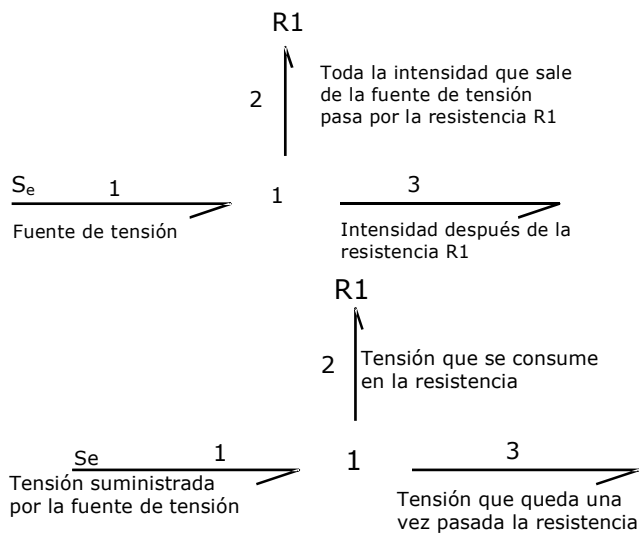 R1
2
Toda la intensidad que sale
de la fuente de tensión
pasa por la resistencia R1
Se 1 1 3
Fuente de tensión
Intensidad después de la
resistencia R1
R1
2
Tensión que se consume
en la resistencia
Se 1 1 3
Tensión suministrada
por la fuente de tensión
Tensión que queda una
vez pasada la resistencia